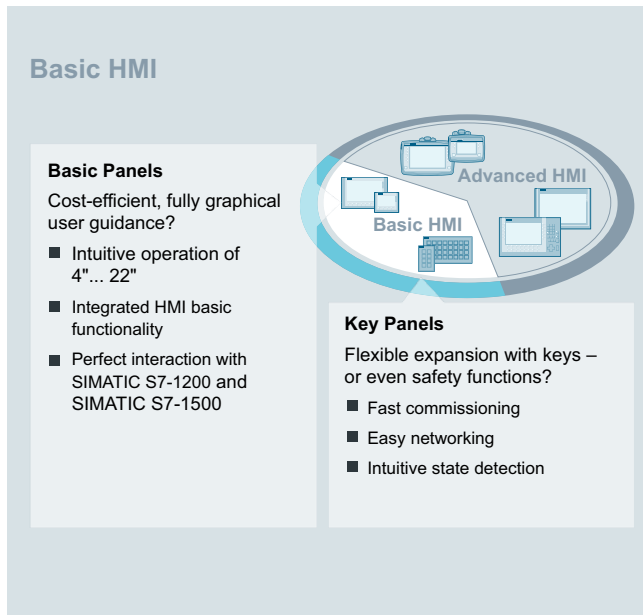 Basic HMI
Basic Panels
Cost-efficient, fully graphical
user guidance?
Intuitive operation of
4"... 22"
Integrated HMI basic
functionality
Perfect interaction with
SIMATIC S7-1200 and
SIMATIC S7-1500
Advanced HMI
Basic HMI
Key Panels
Flexible expansion with keys –
or even safety functions?
Fast commissioning
Easy networking
Intuitive state detection